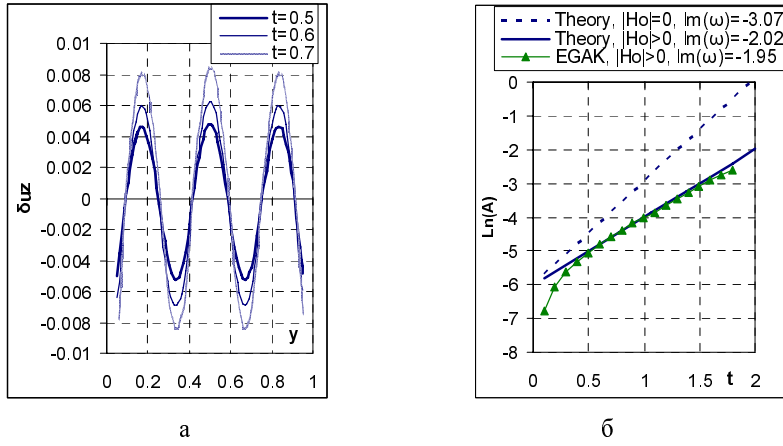 t=0.5
t=0.6
t=0.7
0.01
0.008
0.006
0.004
0.002
0
-0.002
-0.004
-0.006
-0.008
-0.01
δuz
y
0 0.2 0.4 0.6 0.8 1
а
Theory, |Ho|=0, Im(ω)=-3.07
Theory, |Ho|>0, Im(ω)=-2.02
EGAK, |Ho|>0, Im(ω)=-1.95
0
-1
-2
-3
-4
-5
-6
-7
-8
Ln(A)
0 0.5 1 1.5 t 2
б